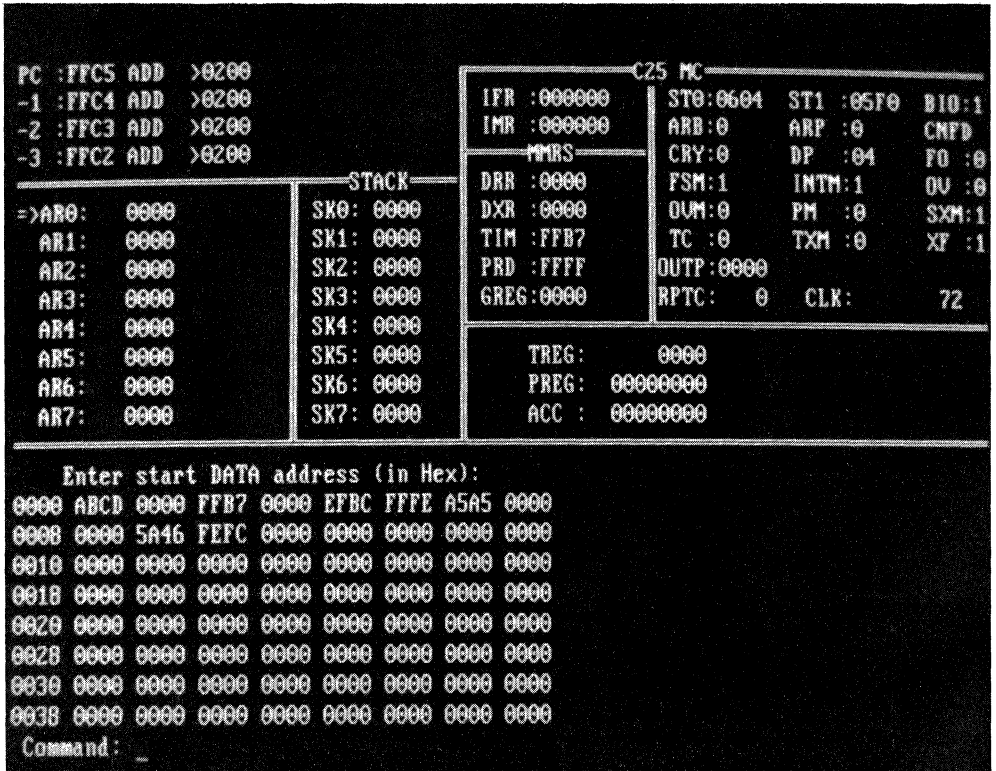 PC :FFC5 ADD >0200
-1 :FFC4 ADD >0200
-2 :FFC3 ADD >0200
-3 :FFC2 ADD >0200
=>AR0: 0000
AR1: 0000
AR2: 0000
AR3: 0000
AR4: 0000
AR5: 0000
AR6: 0000
AR7: 0000
STACK
SK0: 0000
SK1: 0000
SK2: 0000
SK3: 0000
SK4: 0000
SK5: 0000
SK6: 0000
SK7: 0000
C25 MC
IFR :000000
IMR :000000
MMRS
DRR :0000
DXR :0000
TIM :FFB7
PRD :FFFF
GREG:0000
ST0:0604 ST1 :05F0 BIO:1
ARB:0 ARP :0 CNFD
CRY:0 DP :04 FO :0
FSM:1 INTM:1 OV :0
OVM:0 PM :0 SXM:1
TC :0 TXM :0 XF :1
OUTP:0000
RPTC: 0 CLK: 72
TREG: 0000
PREG: 00000000
ACC : 00000000
Enter start DATA address (in Hex):
0000 ABCD 0000 FFB7 0000 EFBC FFFE A5A5 0000
0008 0000 5A46 FEFC 0000 0000 0000 0000 0000
0010 0000 0000 0000 0000 0000 0000 0000 0000
0018 0000 0000 0000 0000 0000 0000 0000 0000
0020 0000 0000 0000 0000 0000 0000 0000 0000
0028 0000 0000 0000 0000 0000 0000 0000 0000
0030 0000 0000 0000 0000 0000 0000 0000 0000
0038 0000 0000 0000 0000 0000 0000 0000 0000
Command: _